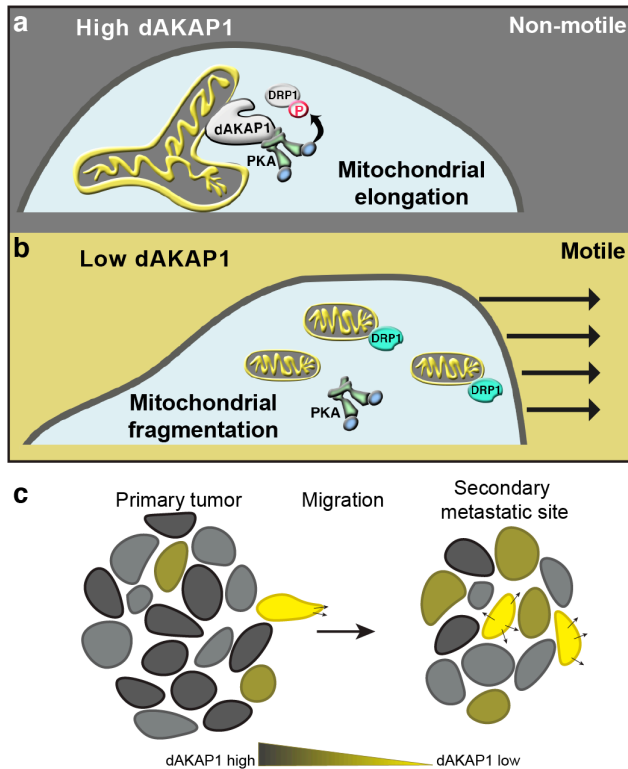 a
High dAKAP1
Non-motile
DRP1
P
dAKAP1
PKA
Mitochondrial
elongation
b
Low dAKAP1
Motile
DRP1
DRP1
PKA
Mitochondrial
fragmentation
c
Primary tumor
Migration
Secondary
metastatic site
dAKAP1 high
dAKAP1 low